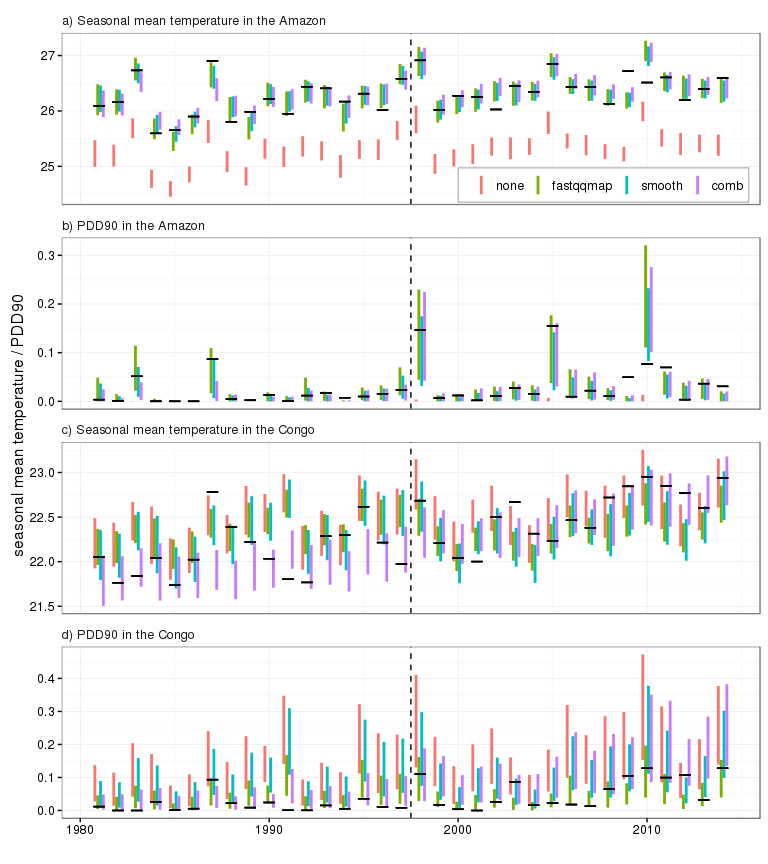 a) Seasonal mean temperature in the Amazon
27
26
25
none fastqqmap smooth comb
b) PDD90 in the Amazon
0.3
0.2
0.1
0.0
seasonal mean temperature / PDD90
c) Seasonal mean temperature in the Congo
23.0
22.5
22.0
21.5
d) PDD90 in the Congo
0.4
0.3
0.2
0.1
0.0
1980 1990 2000 2010